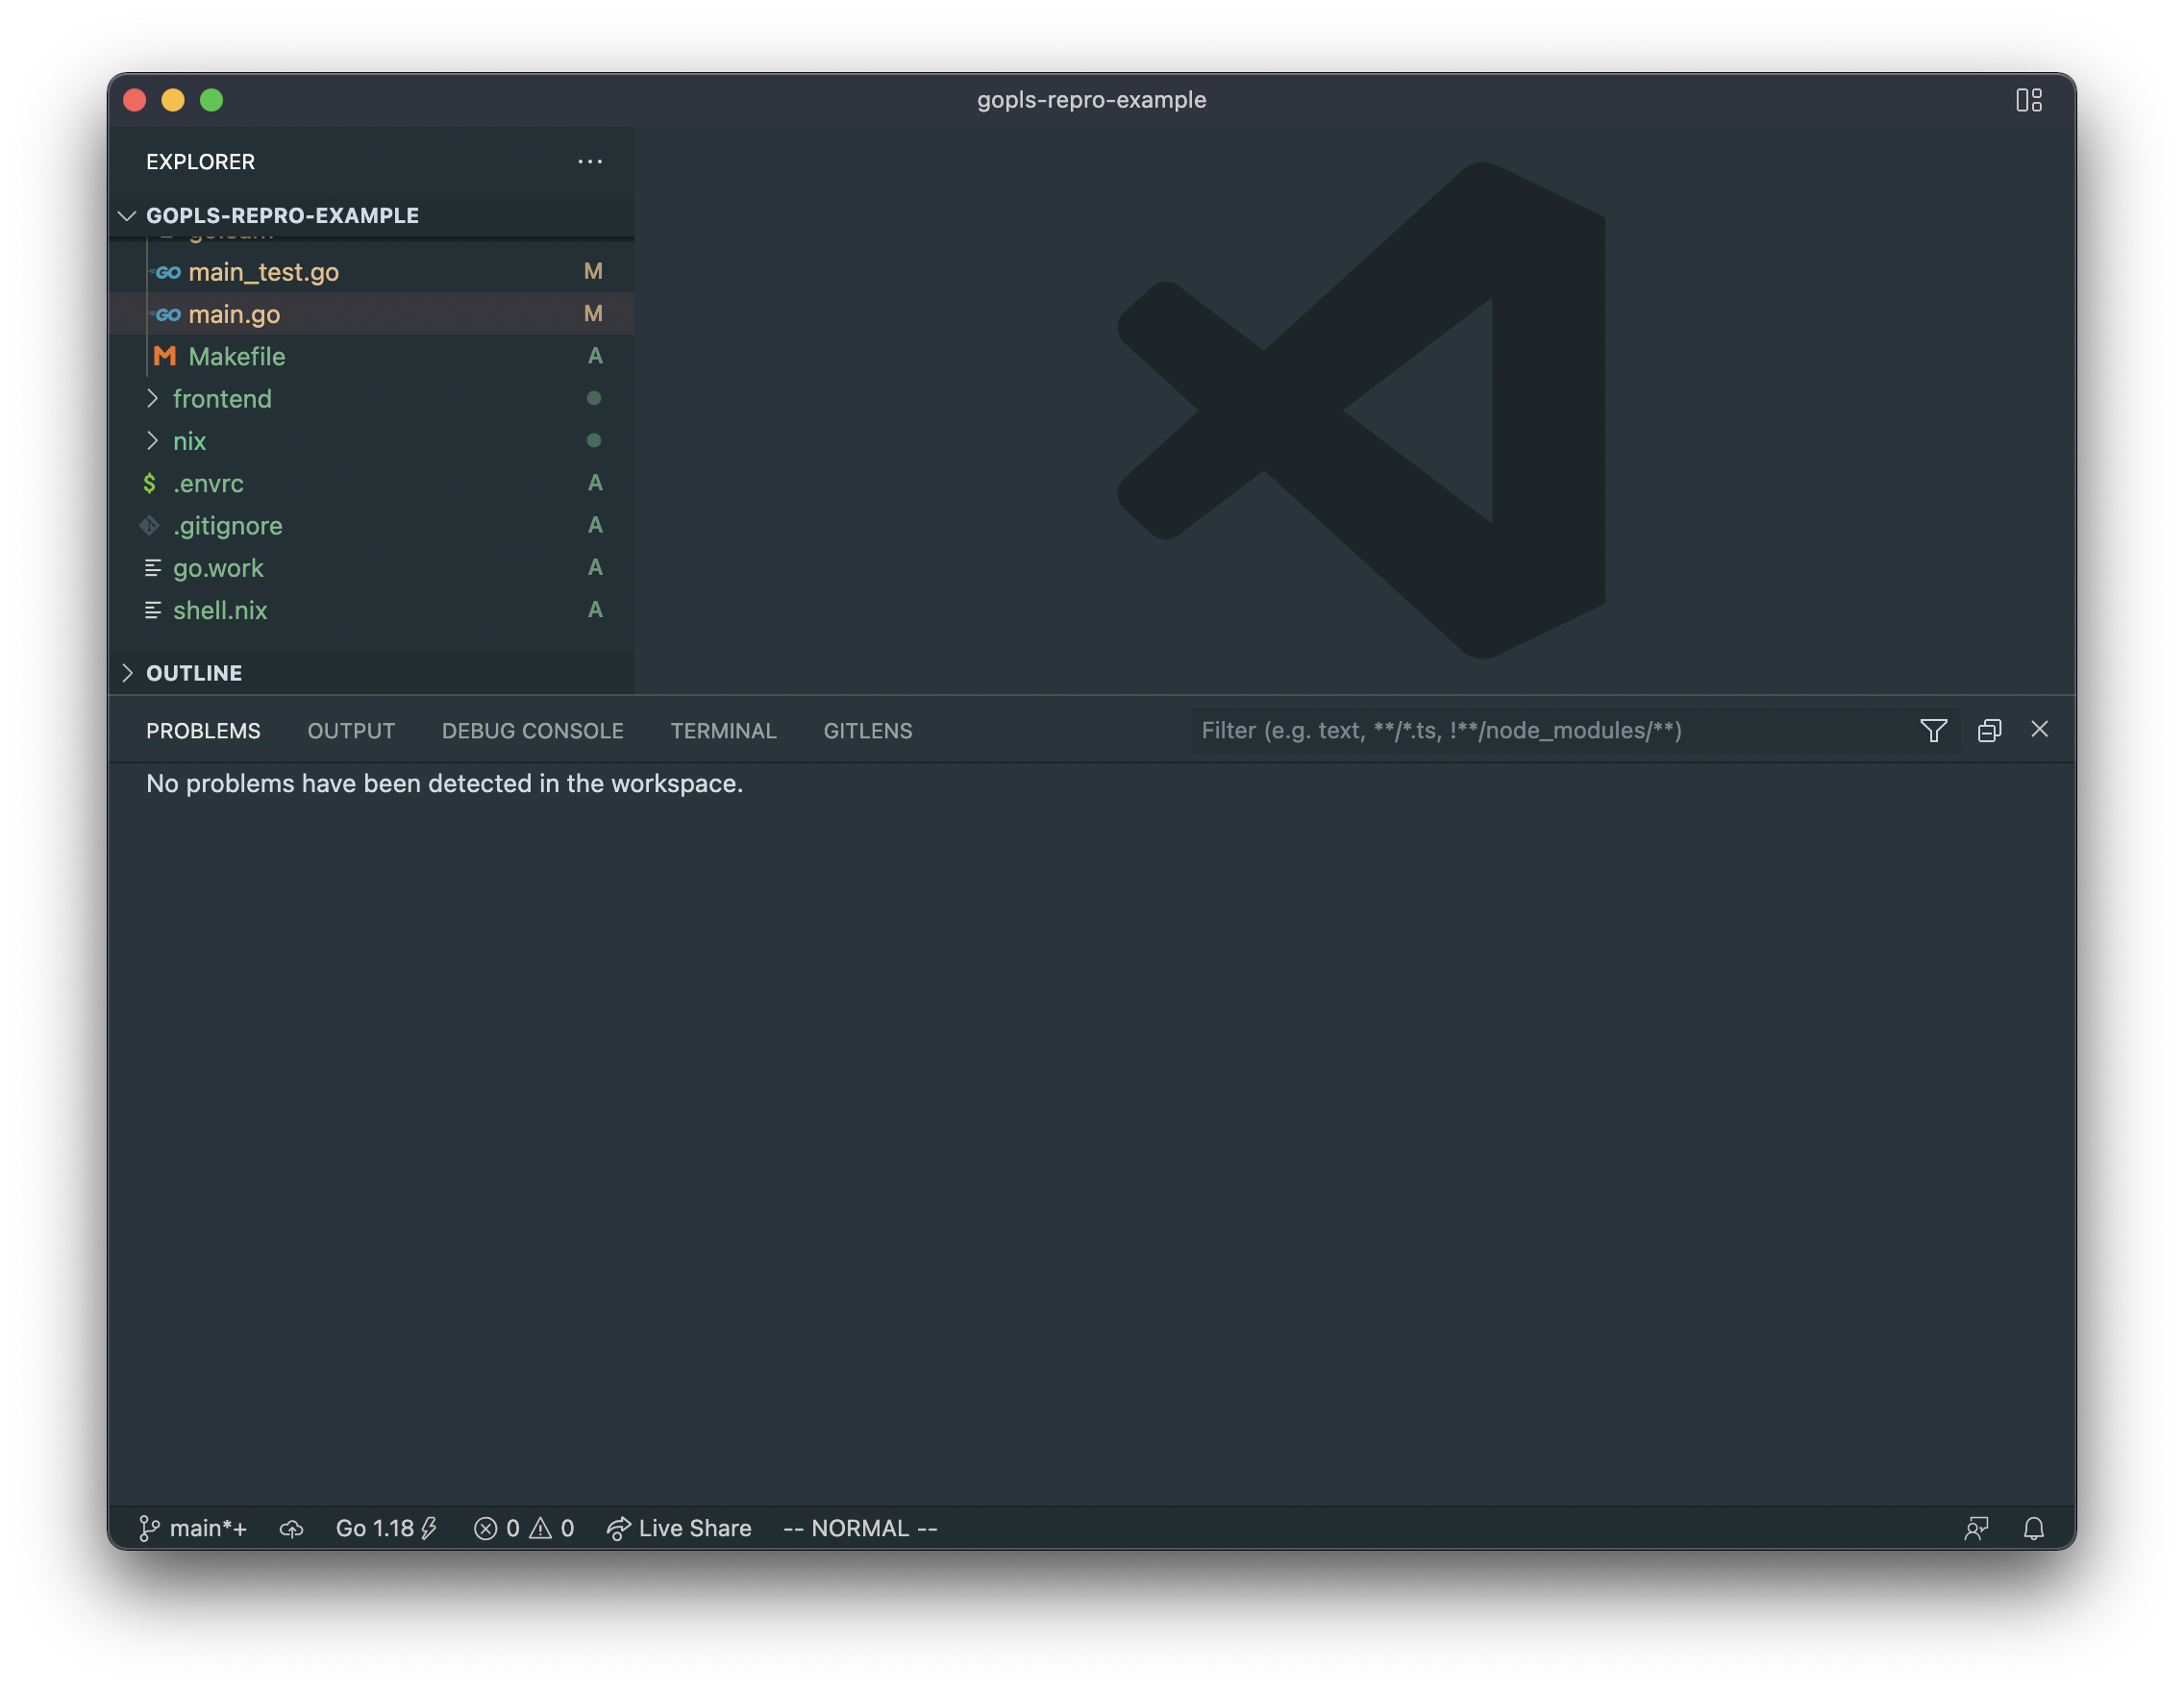 gopls-repro-example
EXPLORER
GOPLS-REPRO-EXAMPLE
GO main_test.go M
GO main.go M
M Makefile A
frontend
nix
$ .envrc A
.gitignore A
go.work A
shell.nix A
OUTLINE
PROBLEMS OUTPUT DEBUG CONSOLE TERMINAL GITLENS Filter (e.g. text, **/*.ts, !**/node_modules/**)
No problems have been detected in the workspace.
main*+ Go 1.18 0 0 Live Share -- NORMAL --